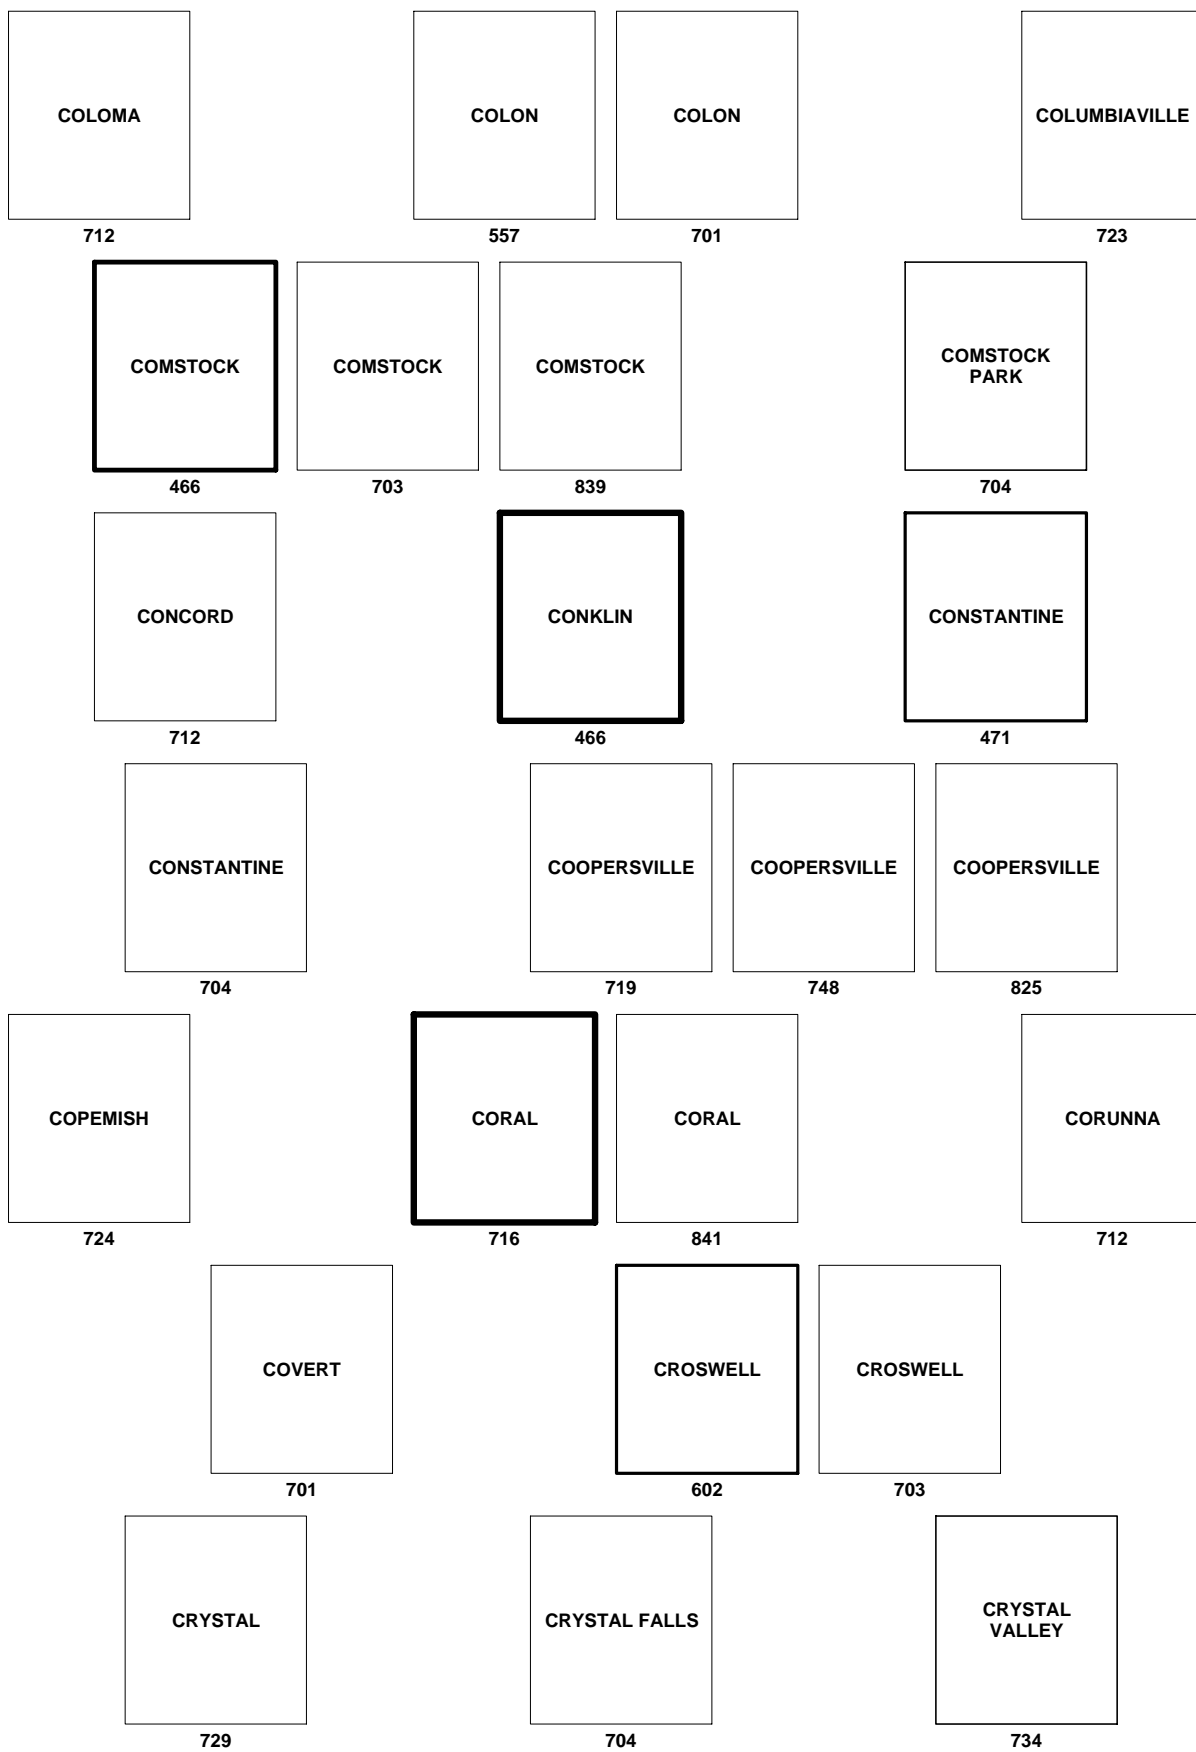 COLOMA
COLON
COLON
COLUMBIAVILLE
712
557
701
723
COMSTOCK
COMSTOCK
COMSTOCK
COMSTOCK
PARK
466
703
839
704
CONCORD
CONKLIN
CONSTANTINE
712
466
471
CONSTANTINE
COOPERSVILLE
COOPERSVILLE
COOPERSVILLE
704
719
748
825
COPEMISH
CORAL
CORAL
CORUNNA
724
716
841
712
COVERT
CROSWELL
CROSWELL
701
602
703
CRYSTAL
CRYSTAL FALLS
CRYSTAL
VALLEY
729
704
734